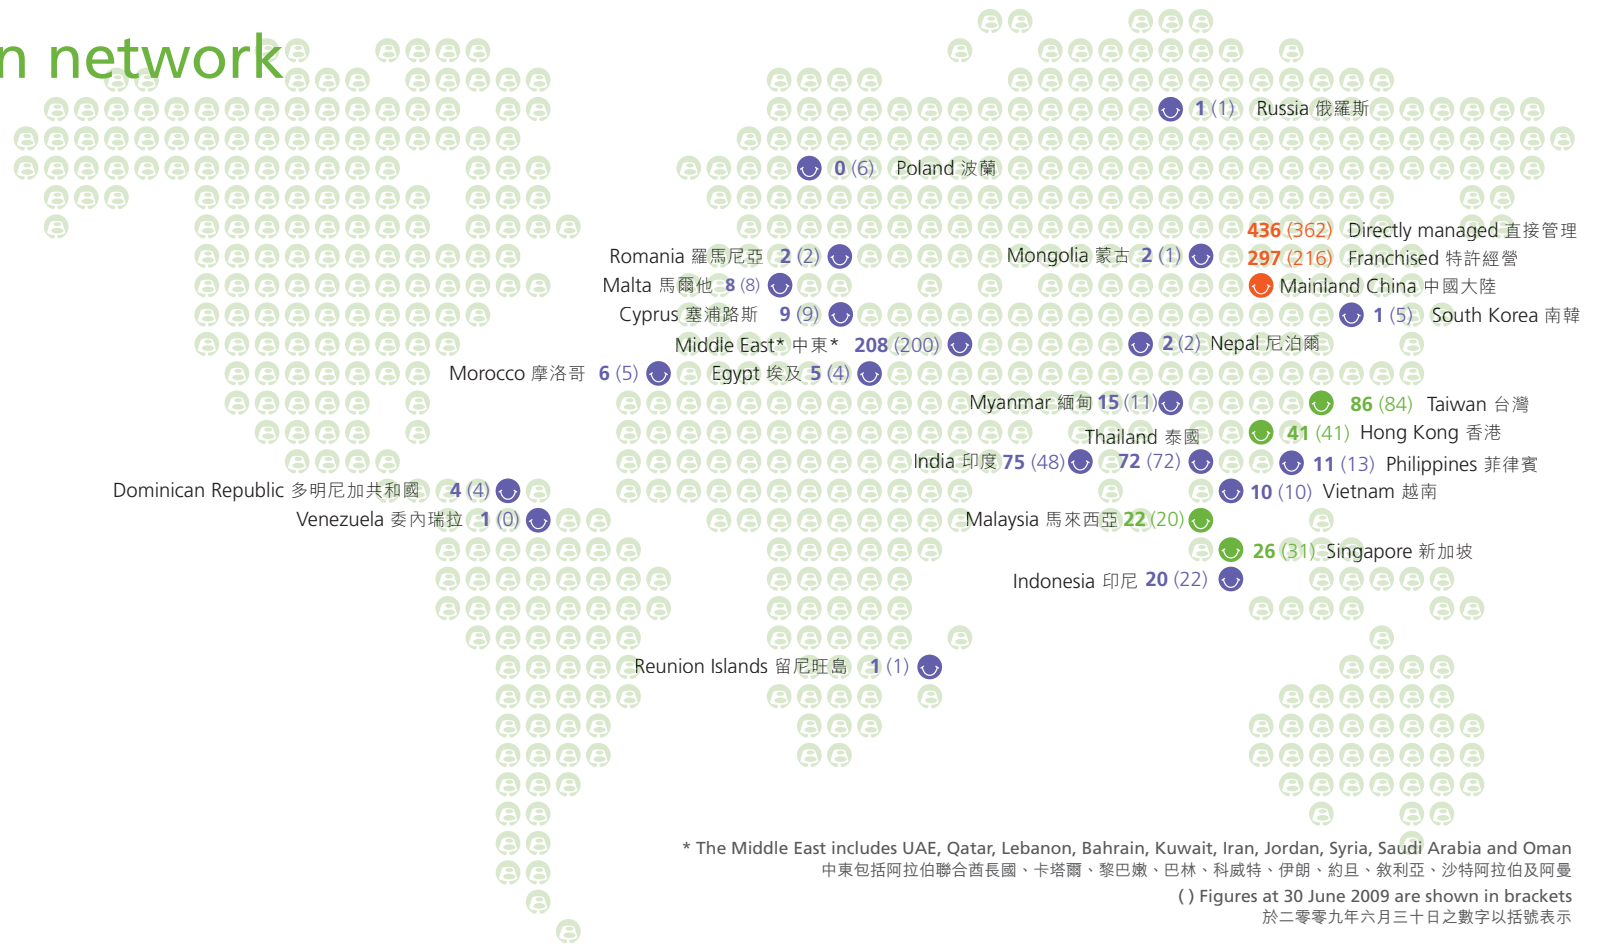 n network
1 (1) Russia 俄羅斯
0 (6) Poland 波蘭
436 (362) Directly managed 直接管理
Romania 羅馬尼亞 2 (2)
Mongolia 蒙古 2 (1)
297 (216) Franchised 特許經營
Malta 馬爾他 8 (8)
Mainland China 中國大陸
Cyprus 塞浦路斯 9 (9)
1 (5) South Korea 南韓
Middle East* 中東* 208 (200)
2 (2) Nepal 尼泊爾
Morocco 摩洛哥 6 (5)
Egypt 埃及 5 (4)
Myanmar 緬甸 15 (11)
86 (84) Taiwan 台灣
41 (41) Hong Kong 香港
Thailand 泰國
72 (72)
India 印度 75 (48)
11 (13) Philippines 菲律賓
Dominican Republic 多明尼加共和國 4 (4)
10 (10) Vietnam 越南
Venezuela 委內瑞拉 1 (0)
Malaysia 馬來西亞 22 (20)
26 (31) Singapore 新加坡
Indonesia 印尼 20 (22)
Reunion Islands 留尼旺島 1 (1)
* The Middle East includes UAE, Qatar, Lebanon, Bahrain, Kuwait, Iran, Jordan, Syria, Saudi Arabia and Oman
中東包括阿拉伯聯合酋長國、卡塔爾、黎巴嫩、巴林、科威特、伊朗、約旦、敘利亞、沙特阿拉伯及阿曼
( ) Figures at 30 June 2009 are shown in brackets
於二零零九年六月三十日之數字以括號表示